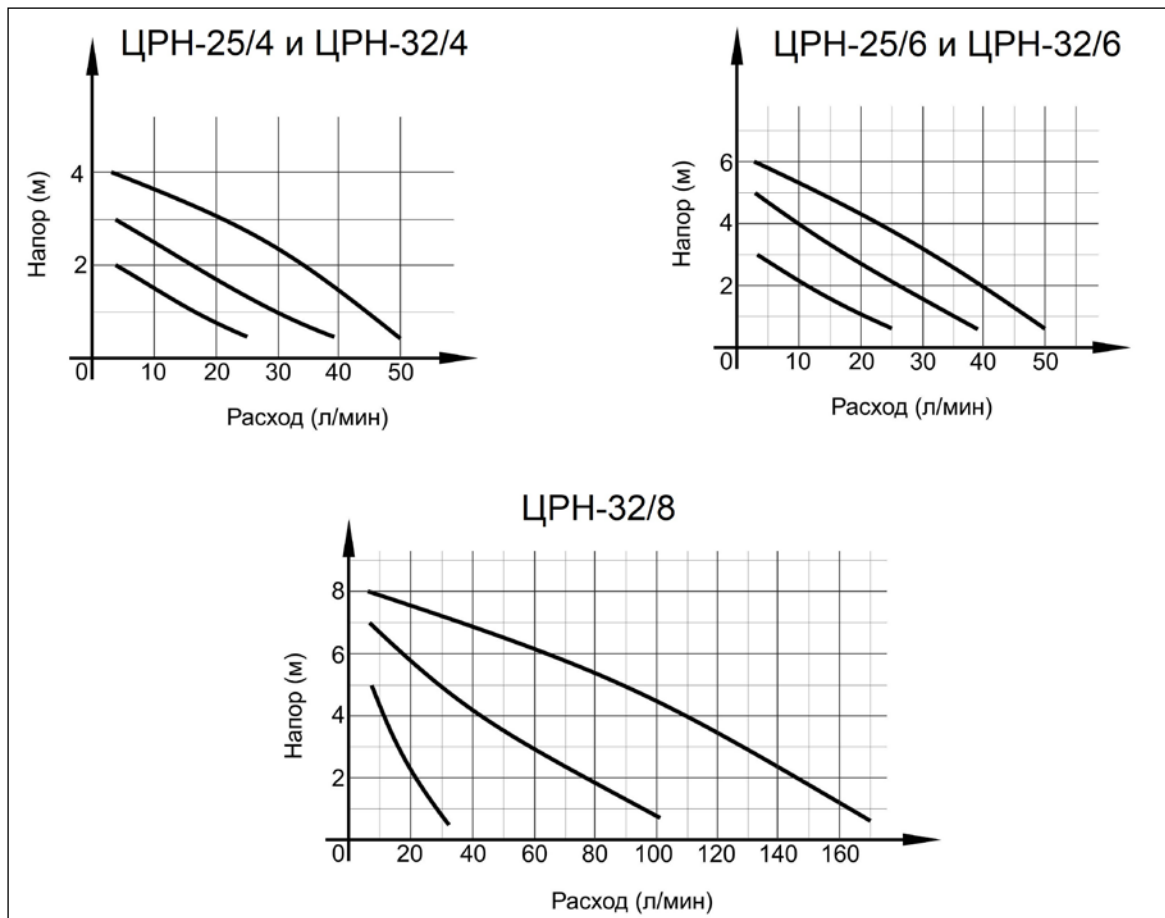 ЦРН-25/4 и ЦРН-32/4
Напор (м)
4
2
0 10 20 30 40 50
Расход (л/мин)
ЦРН-25/6 и ЦРН-32/6
Напор (м)
6
4
2
0 10 20 30 40 50
Расход (л/мин)
ЦРН-32/8
Напор (м)
8
6
4
2
0 20 40 60 80 100 120 140 160
Расход (л/мин)